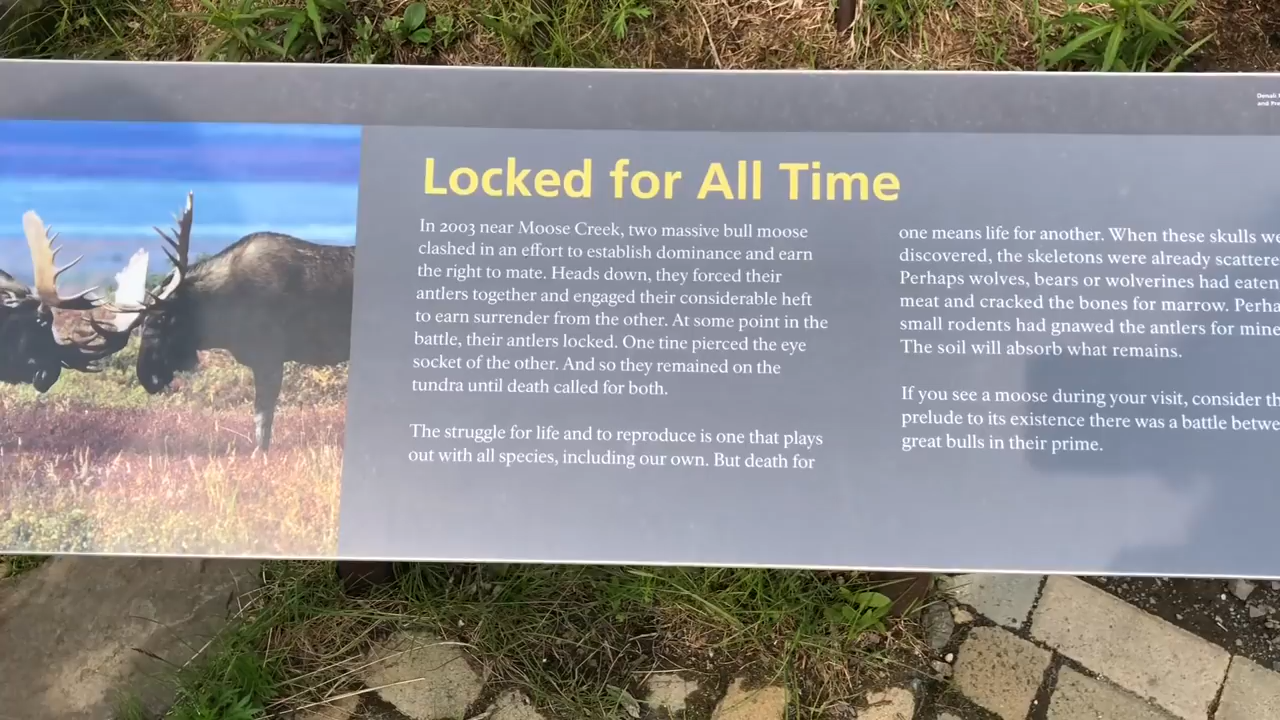 Denali
and Pre
Locked for All Time
In 2003 near Moose Creek, two massive bull moose
clashed in an effort to establish dominance and earn
the right to mate. Heads down, they forced their
antlers together and engaged their considerable heft
to earn surrender from the other. At some point in the
battle, their antlers locked. One tine pierced the eye
socket of the other. And so they remained on the
tundra until death called for both.
The struggle for life and to reproduce is one that plays
out with all species, including our own. But death for
one means life for another. When these skulls we
discovered, the skeletons were already scattere
Perhaps wolves, bears or wolverines had eaten
meat and cracked the bones for marrow. Perha
small rodents had gnawed the antlers for mine
The soil will absorb what remains.
If you see a moose during your visit, consider th
prelude to its existence there was a battle betwe
great bulls in their prime.